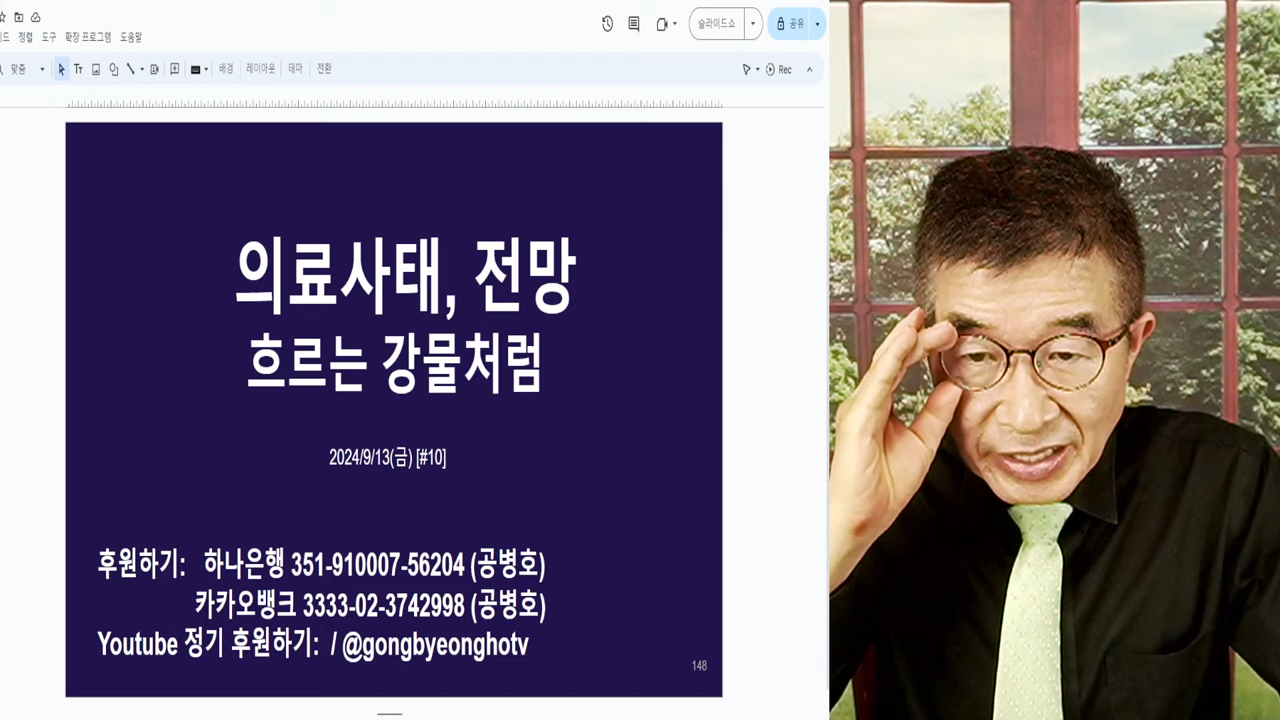 정렬 도구 확장 프로그램 도움말
슬라이드쇼
공유
맞춤
배경 레이아웃 테마 전환
Rec
의료사태, 전망
흐르는 강물처럼
2024/9/13(금) [#10]
후원하기: 하나은행 351-910007-56204 (공병호)
카카오뱅크 3333-02-3742998 (공병호)
Youtube 정기 후원하기: / @gongbyeonghotv
148